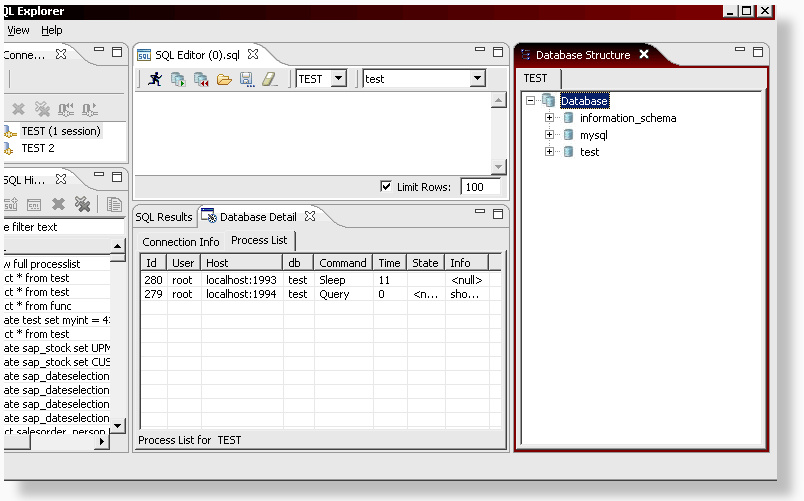 QL Explorer
View Help
Conne...
TEST (1 session)
TEST 2
SQL Hi...
e filter text
w full processlist
ct * from test
ct * from test
ct * from func
ate test set myint = 4
ct * from test
ate sap_stock set UPM
ate sap_stock set CUS
ate sap_dateselection
ate sap_dateselection
ate sap_dateselection
ate sap_dateselection
ct salesorder_person
SQL Editor (0).sql
TEST test
Limit Rows: 100
SQL Results Database Detail
Connection Info Process List
Id User Host db Command Time State Info
280 root localhost:1993 test Sleep 11 <null>
279 root localhost:1994 test Query 0 <n... sho...
Process List for TEST
Database Structure
TEST
Database
information_schema
mysql
test